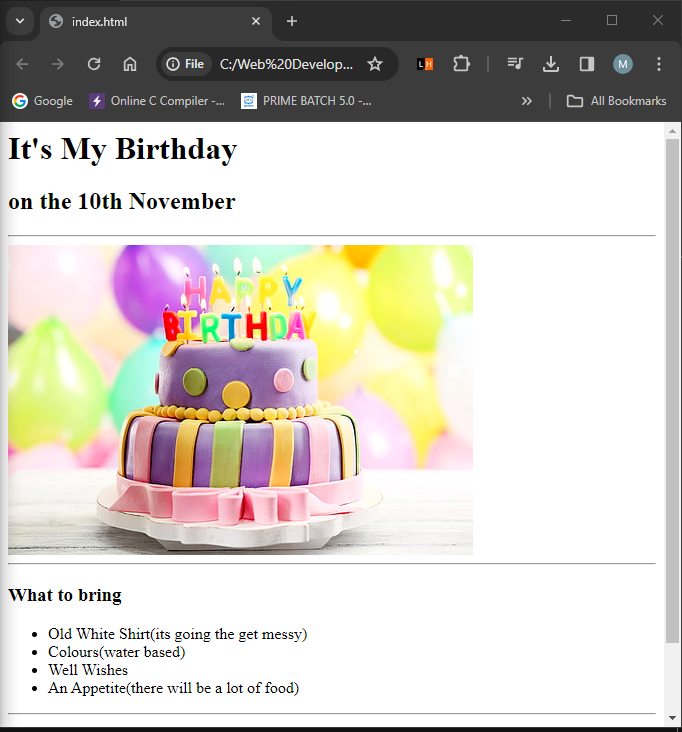 index.html
File
C:/Web%20Develop...
L H
M
Google
Online C Compiler -...
PRIME BATCH 5.0 -...
All Bookmarks
It's My Birthday
on the 10th November
HAPPY
BIRTHDAY
What to bring
Old White Shirt(its going the get messy)
Colours(water based)
Well Wishes
An Appetite(there will be a lot of food)